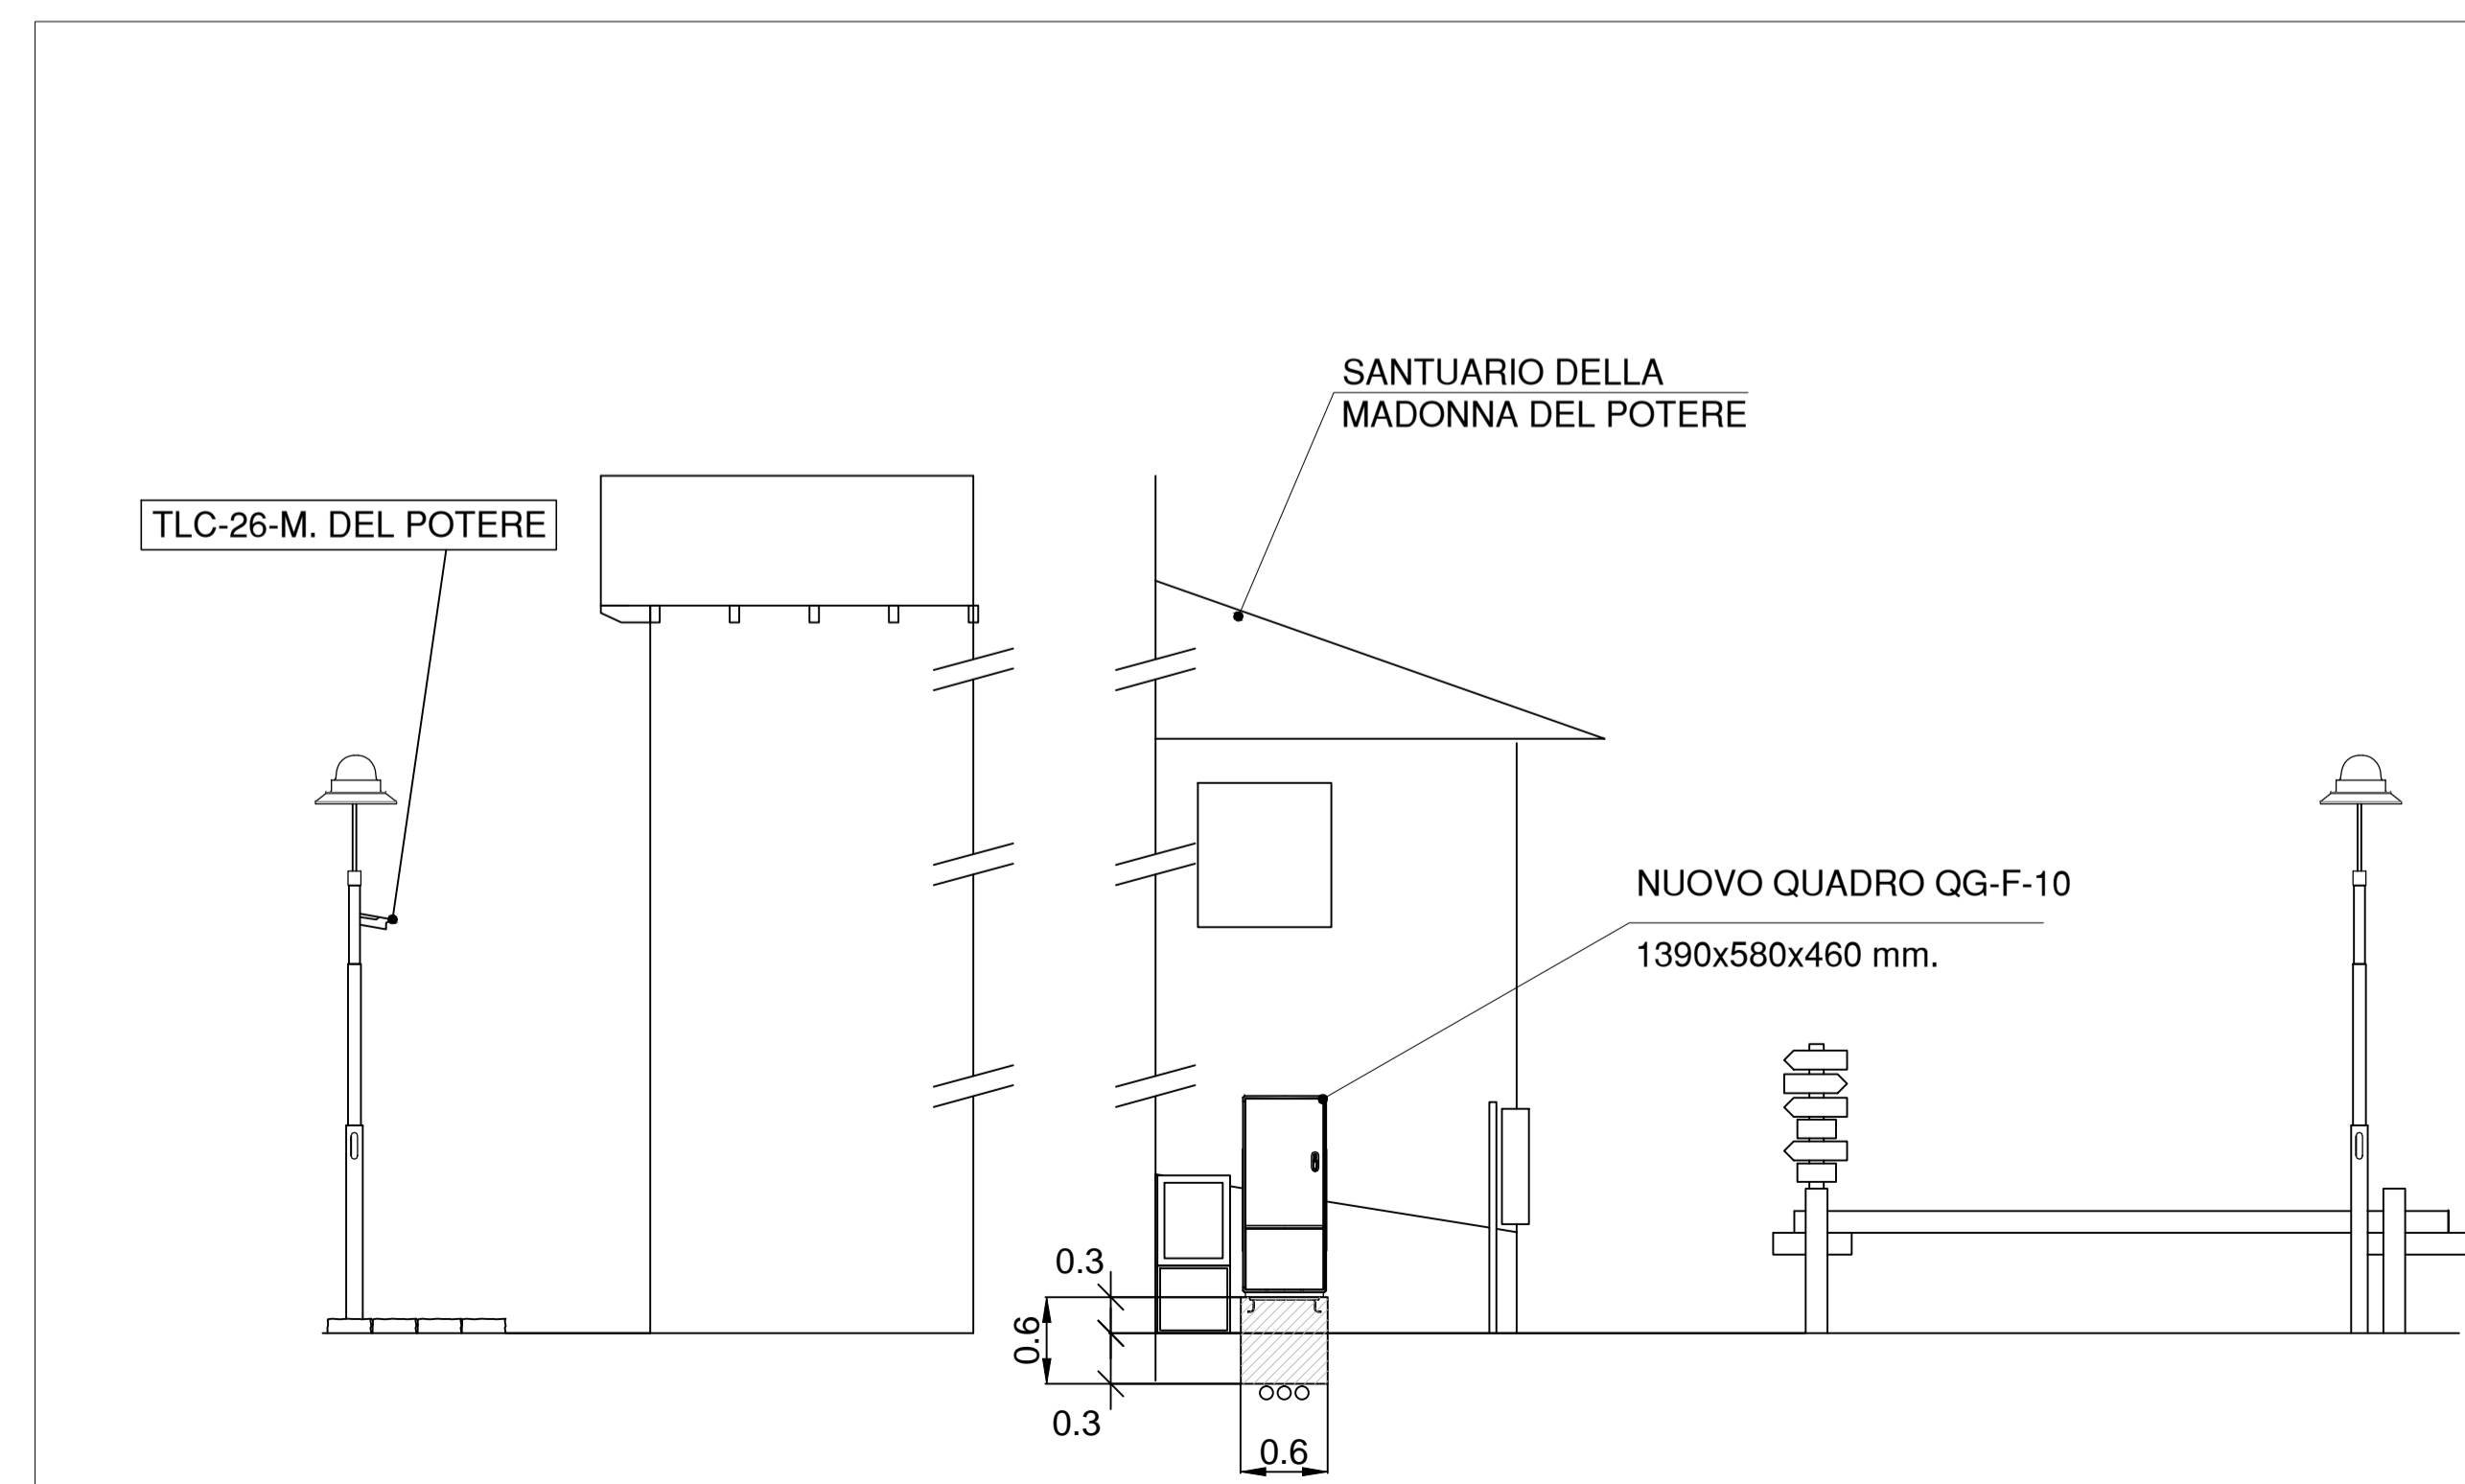 SANTUARIO DELLA
MADONNA DEL POTERE
TLC-26-M. DEL POTERE
NUOVO QUADRO QG-F-10
1390x580x460 mm.
0.3
0.6
0.3
0.6